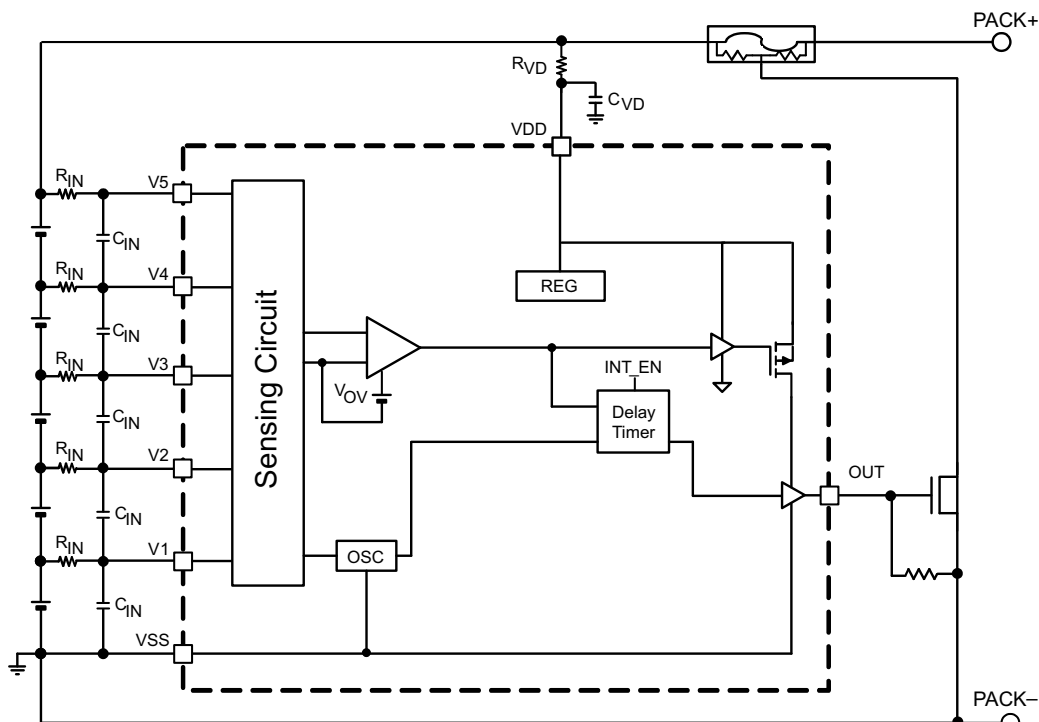 PACK+
RVD
CVD
VDD
RIN
V5
CIN
RIN
V4
CIN
RIN
V3
CIN
RIN
V2
CIN
RIN
V1
CIN
VSS
Sensing Circuit
REG
VOV
INT_EN
Delay
Timer
OSC
OUT
PACK–